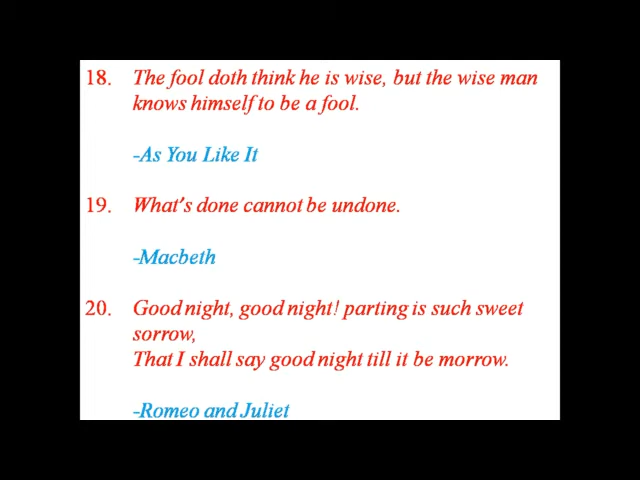 18. The fool doth think he is wise, but the wise man
knows himself to be a fool.
-As You Like It
19. What's done cannot be undone.
-Macbeth
20. Good night, good night! parting is such sweet
sorrow,
That I shall say good night till it be morrow.
-Romeo and Juliet